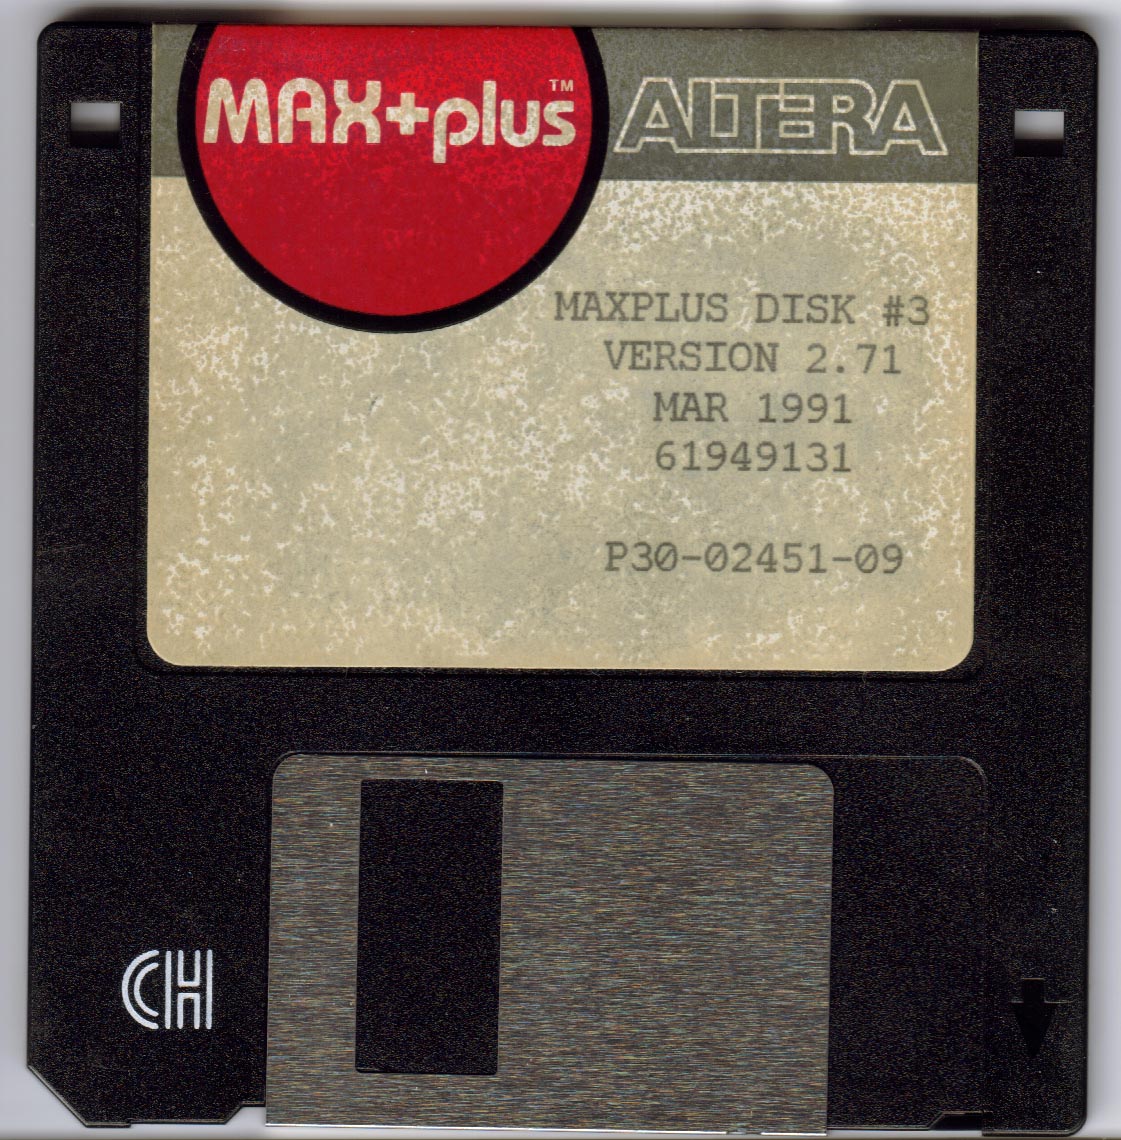 MAX+plus™
ALTERA
MAXPLUS DISK #3
VERSION 2.71
MAR 1991
61949131
P30-02451-09
CH